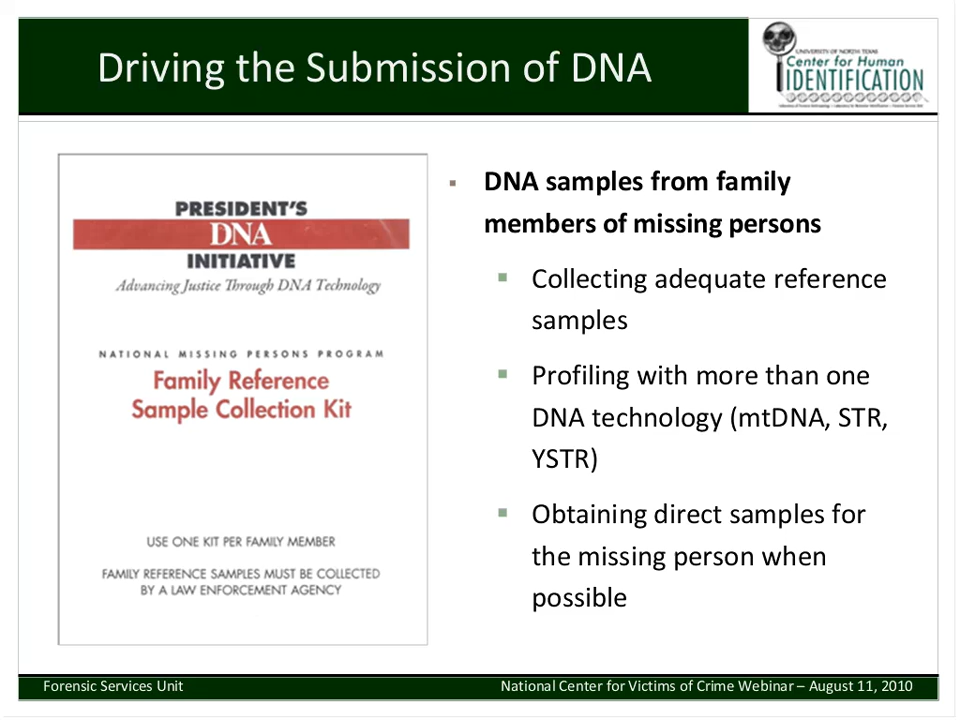 Driving the Submission of DNA
UNIVERSITY OF NORTH TEXAS
Center for Human
IDENTIFICATION
PRESIDENT'S
DNA
INITIATIVE
Advancing Justice Through DNA Technology
NATIONAL MISSING PERSONS PROGRAM
Family Reference
Sample Collection Kit
USE ONE KIT PER FAMILY MEMBER
FAMILY REFERENCE SAMPLES MUST BE COLLECTED
BY A LAW ENFORCEMENT AGENCY
▪ DNA samples from family
members of missing persons
▪ Collecting adequate reference
samples
▪ Profiling with more than one
DNA technology (mtDNA, STR,
YSTR)
▪ Obtaining direct samples for
the missing person when
possible
Forensic Services Unit
National Center for Victims of Crime Webinar – August 11, 2010